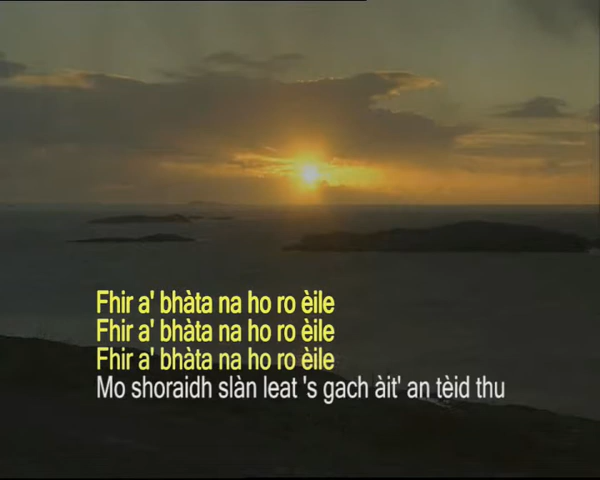 Fhir a' bhàta na ho ro èile
Fhir a' bhàta na ho ro èile
Fhir a' bhàta na ho ro èile
Mo shoraidh slàn leat 's gach àit' an tèid thu